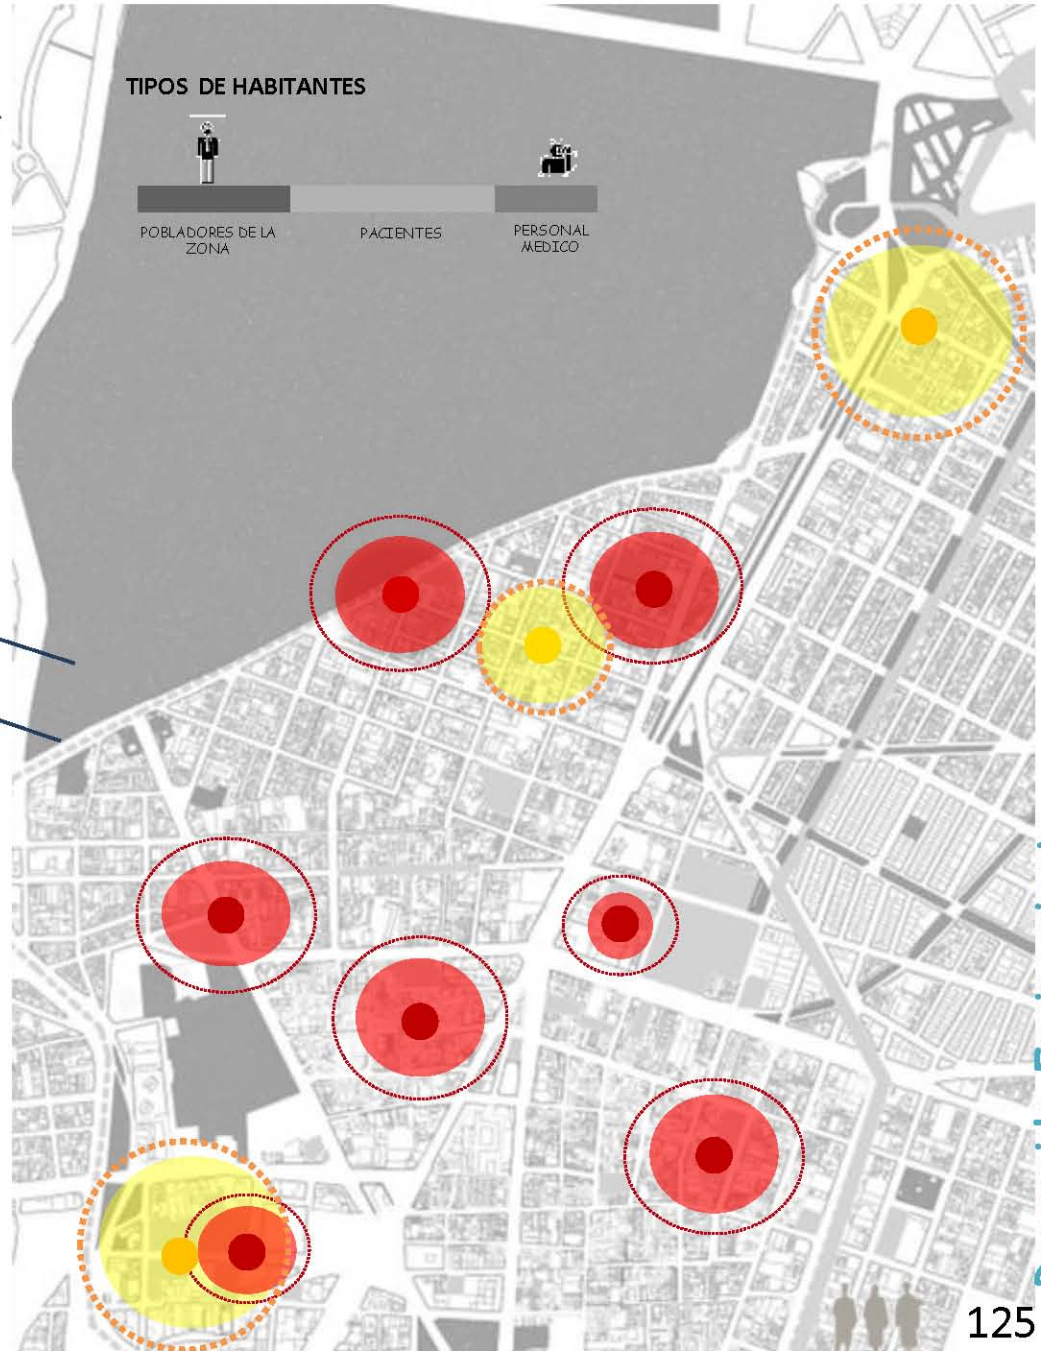 TIPOS DE HABITANTES
POBLADORES DE LA
ZONA
PACIENTES
PERSONAL
MEDICO
125